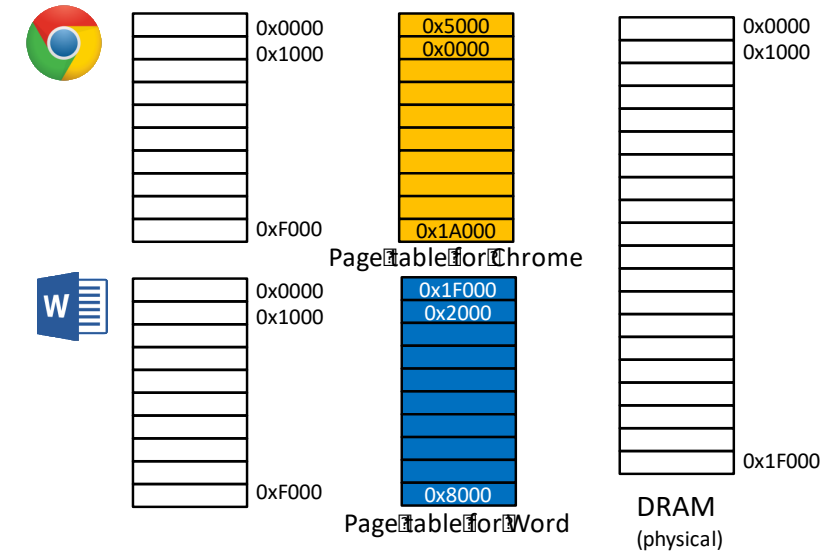 0x0000
0x1000
0xF000
0x5000
0x0000
0x1A000
Page table for Chrome
0x0000
0x1000
0x1F000
DRAM
(physical)
W
0x0000
0x1000
0xF000
0x1F000
0x2000
0x8000
Page table for Word